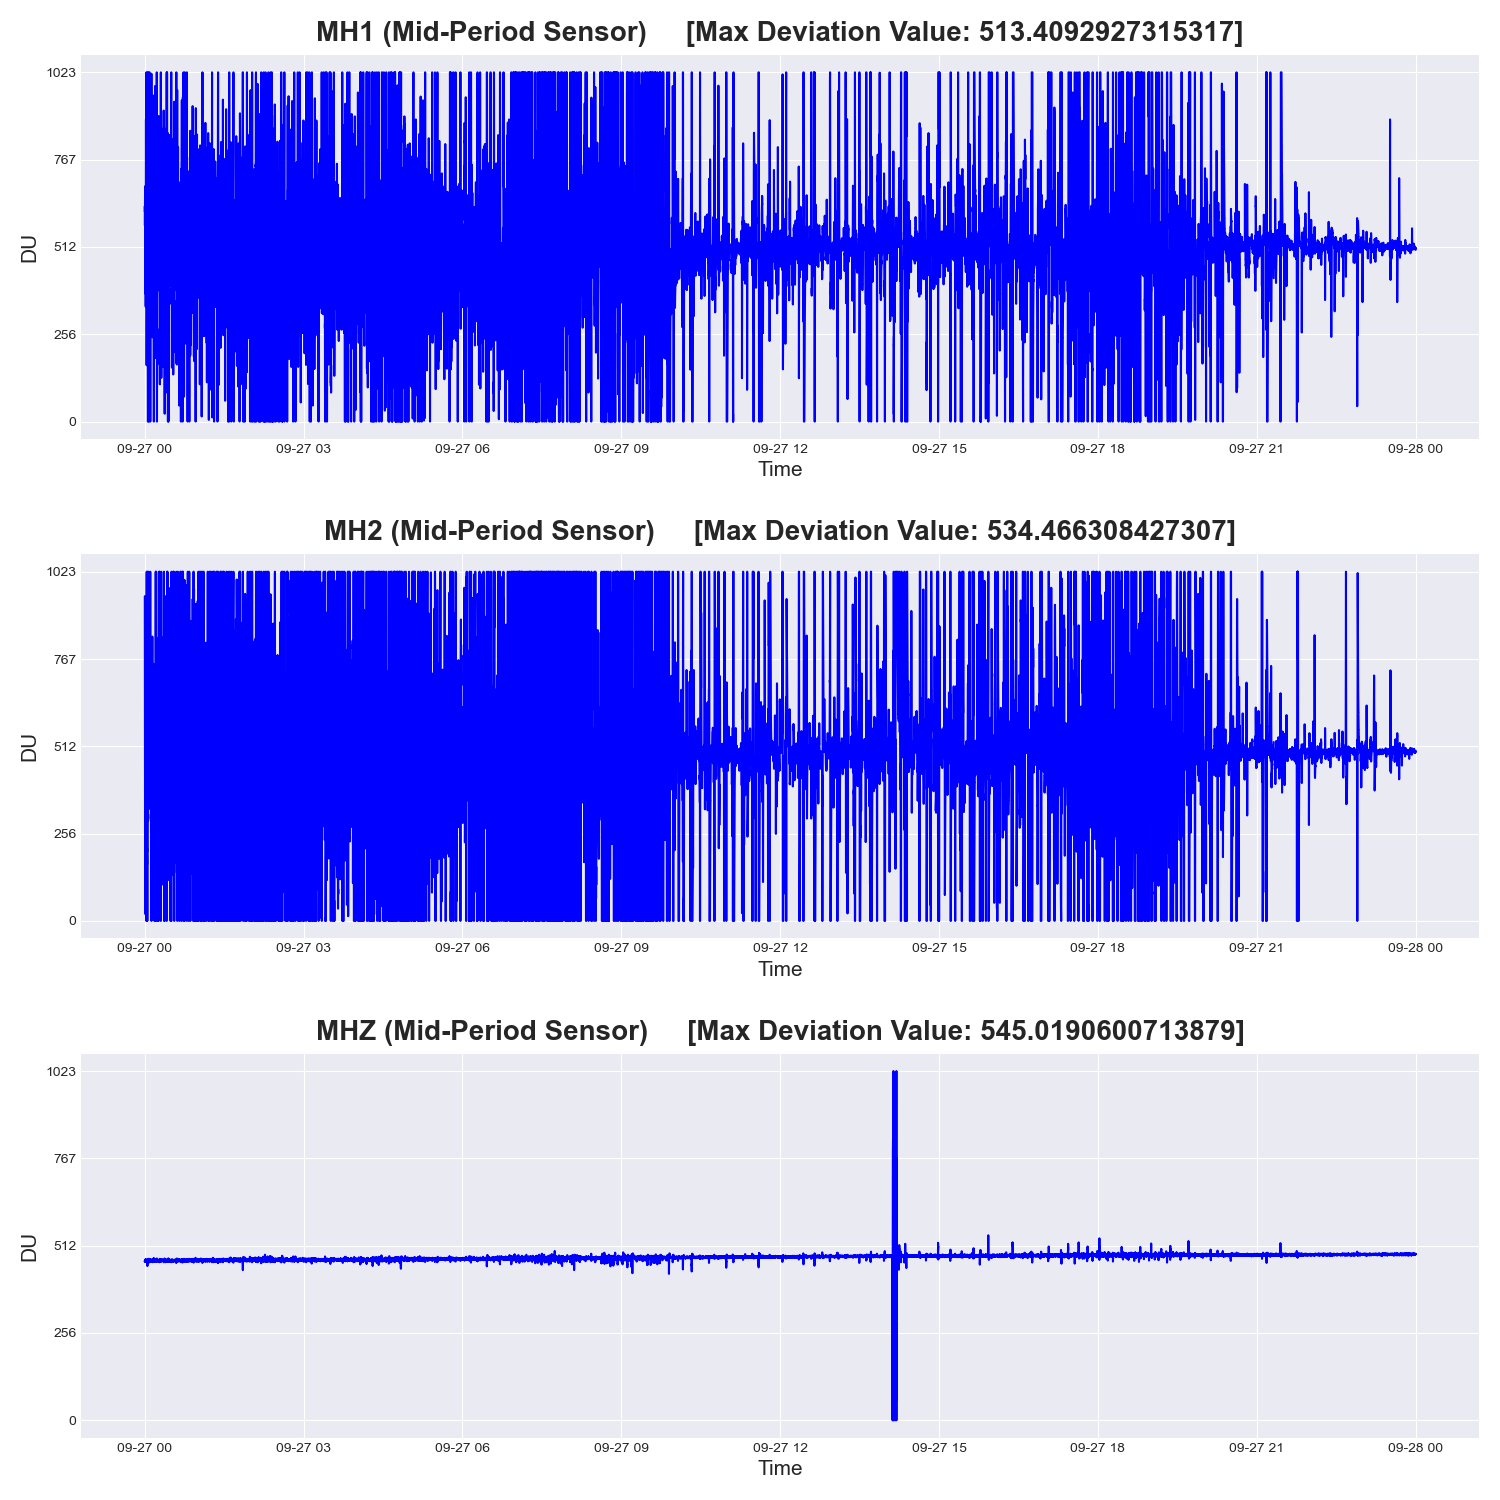 MH1 (Mid-Period Sensor) [Max Deviation Value: 513.4092927315317]
1023
767
512
256
0
DU
09-27 00 09-27 03 09-27 06 09-27 09 09-27 12 09-27 15 09-27 18 09-27 21 09-28 00
Time
MH2 (Mid-Period Sensor) [Max Deviation Value: 534.466308427307]
1023
767
512
256
0
DU
09-27 00 09-27 03 09-27 06 09-27 09 09-27 12 09-27 15 09-27 18 09-27 21 09-28 00
Time
MHZ (Mid-Period Sensor) [Max Deviation Value: 545.0190600713879]
1023
767
512
256
0
DU
09-27 00 09-27 03 09-27 06 09-27 09 09-27 12 09-27 15 09-27 18 09-27 21 09-28 00
Time